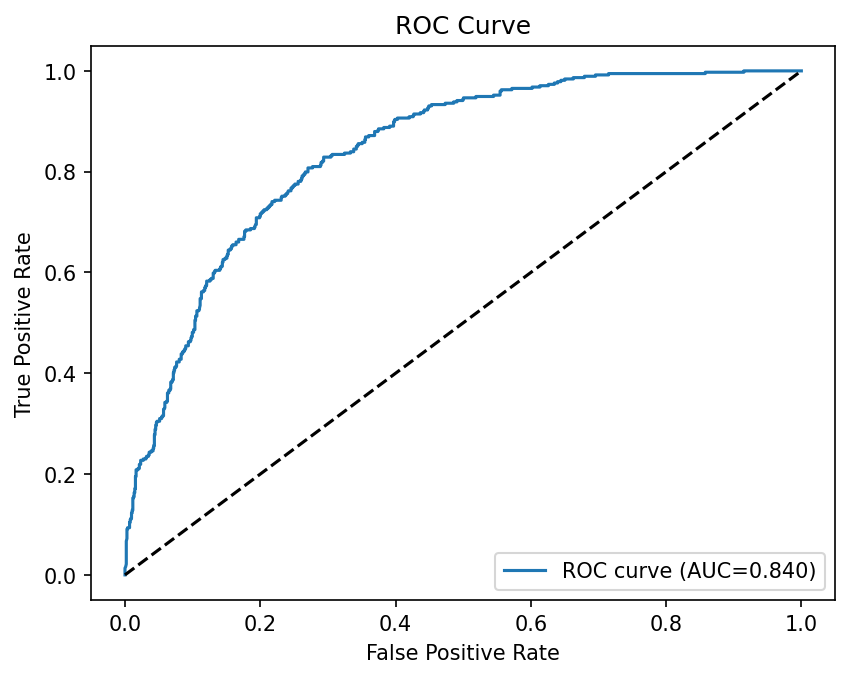 ROC Curve
1.0
0.8
0.6
0.4
0.2
0.0
True Positive Rate
ROC curve (AUC=0.840)
0.0 0.2 0.4 0.6 0.8 1.0
False Positive Rate